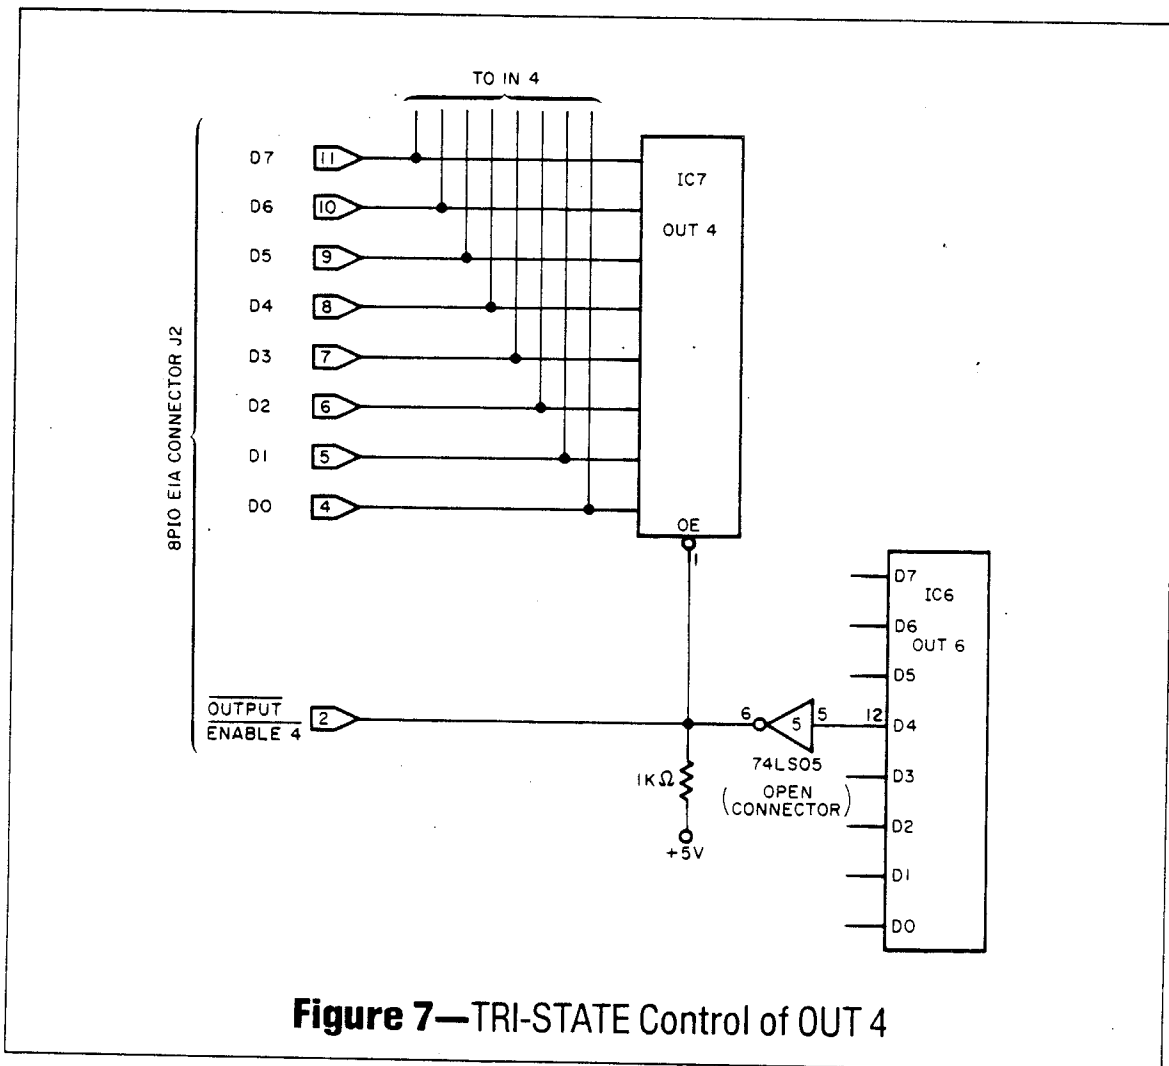 TO IN 4
8PIO EIA CONNECTOR J2
D7 11
D6 10
D5 9
D4 8
D3 7
D2 6
D1 5
D0 4
OUTPUT
ENABLE 4 2
IC7
OUT 4
OE
1
1KΩ
+5V
6 5 5 12
74LS05
(OPEN
CONNECTOR)
IC6
OUT 6
D7
D6
D5
D4
D3
D2
D1
D0
Figure 7—TRI-STATE Control of OUT 4